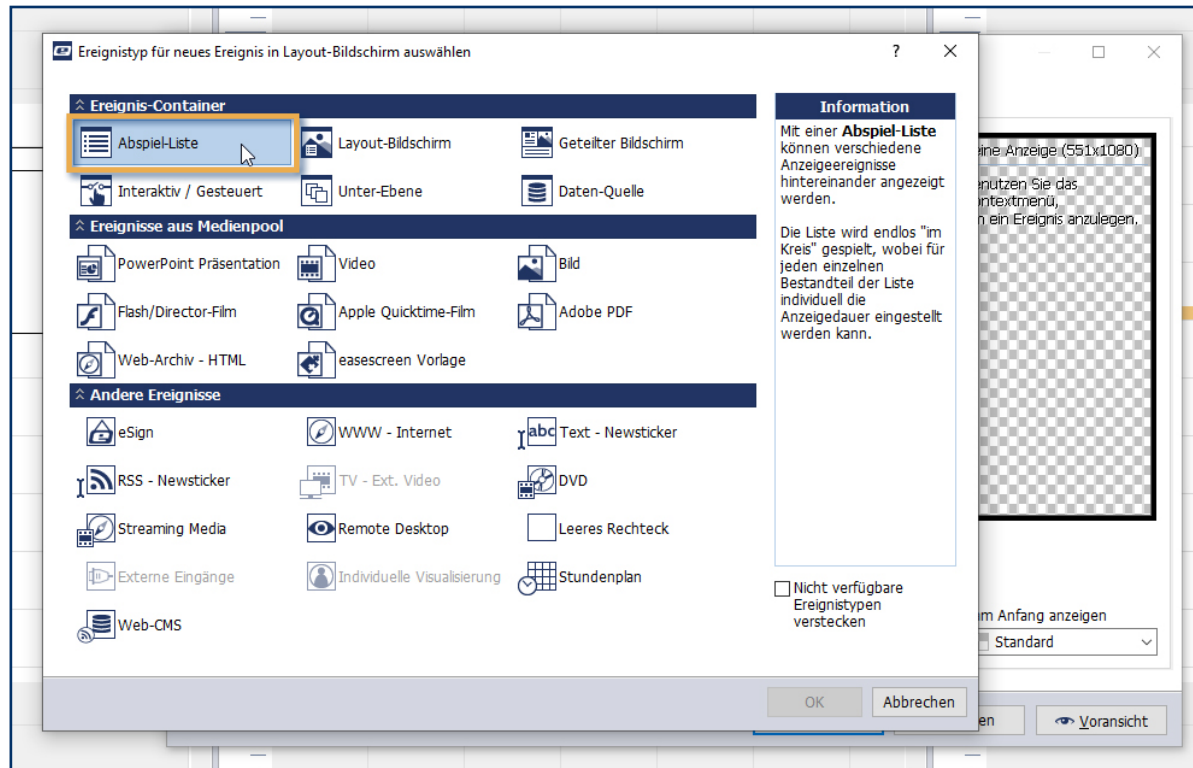 Ereignistyp für neues Ereignis in Layout-Bildschirm auswählen
Ereignis-Container
Abspiel-Liste
Layout-Bildschirm
Geteilter Bildschirm
Interaktiv / Gesteuert
Unter-Ebene
Daten-Quelle
Ereignisse aus Medienpool
PowerPoint Präsentation
Video
Bild
Flash/Director-Film
Apple Quicktime-Film
Adobe PDF
Web-Archiv - HTML
easescreen Vorlage
Andere Ereignisse
eSign
WWW - Internet
abc Text - Newsticker
RSS - Newsticker
TV - Ext. Video
DVD
Streaming Media
Remote Desktop
Leeres Rechteck
Externe Eingänge
Individuelle Visualisierung
Stundenplan
Web-CMS
Information
Mit einer Abspiel-Liste
können verschiedene
Anzeigeereignisse
hintereinander angezeigt
werden.
Die Liste wird endlos "im
Kreis" gespielt, wobei für
jeden einzelnen
Bestandteil der Liste
individuell die
Anzeigedauer eingestellt
werden kann.
Nicht verfügbare
Ereignistypen
verstecken
OK
Abbrechen
Anzeige (551x1080)
Sie das
ein Ereignis anzulegen,
Anfang anzeigen
Standard
Voransicht